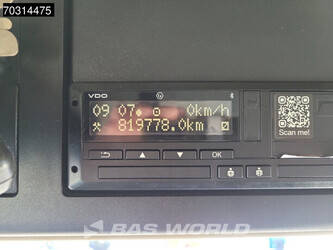 70314475
VDO
09 07 0km/h
819778.0km
Scan me!
OK
BAS WORLD